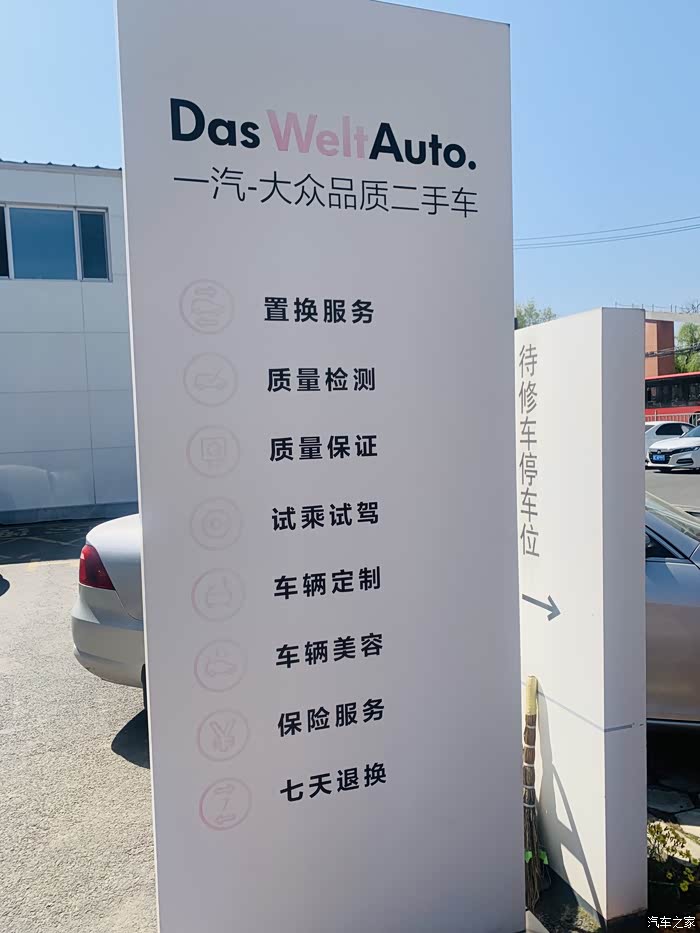 Das WeltAuto.
一汽-大众品质二手车
置换服务
质量检测
质量保证
试乘试驾
车辆定制
车辆美容
保险服务
七天退换
7
待修车停车位
汽车之家